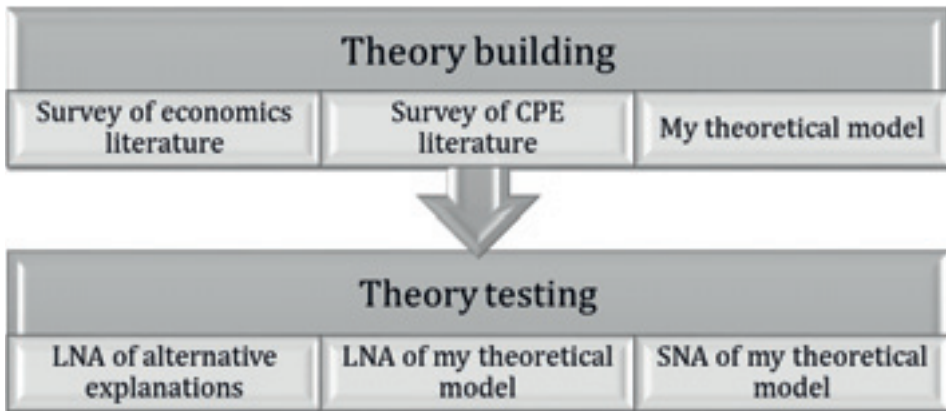 Theory building
Survey of economics
literature
Survey of CPE
literature
My theoretical model
Theory testing
LNA of alternative
explanations
LNA of my theoretical
model
SNA of my theoretical
model